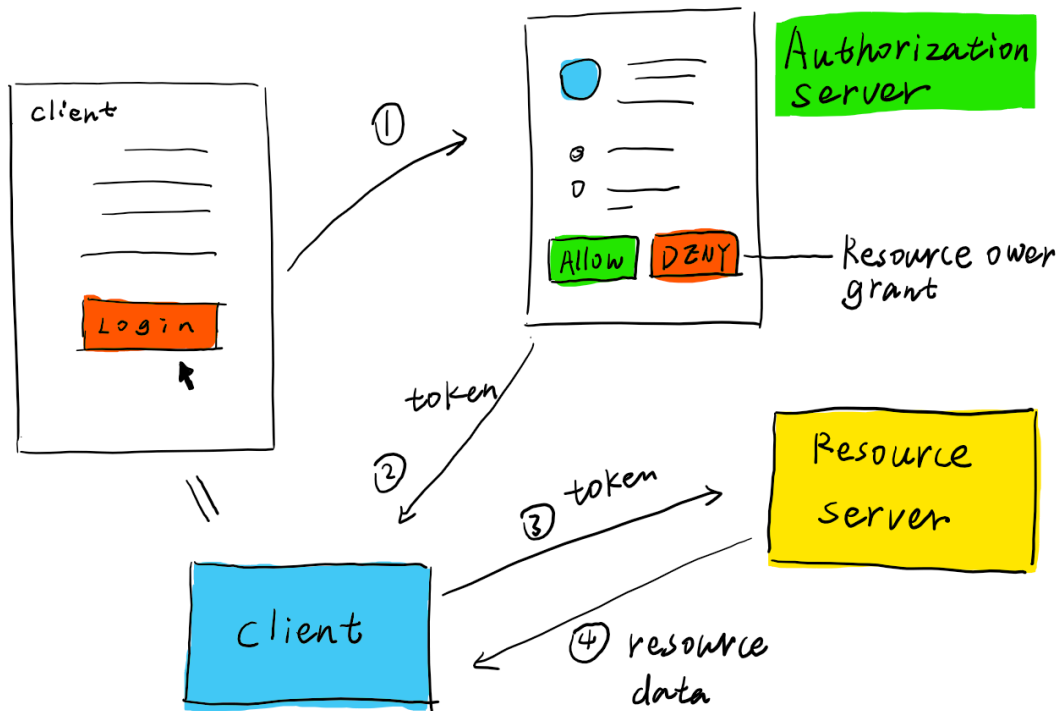 client
Login
①
Authorization
server
Allow
DENY
Resource ower
grant
token
②
③
token
Resource
server
client
④ resource
data